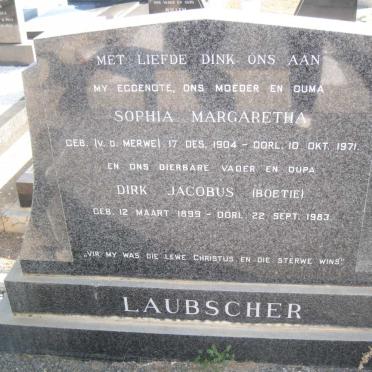 MET LIEFDE DINK ONS AAN
MY EGGENOTE, ONS MOEDER EN OUMA
SOPHIA MARGARETHA
GEB. (V.D. MERWE) 17 DES. 1904 - OORL. 10 OKT. 1971.
EN ONS DIERBARE VADER EN OUPA
DIRK JACOBUS (BOETIE)
GEB. 12 MAART 1899 - OORL. 22 SEPT. 1983.
„VIR MY WAS DIE LEWE CHRISTUS EN DIE STERWE WINS"
LAUBSCHER